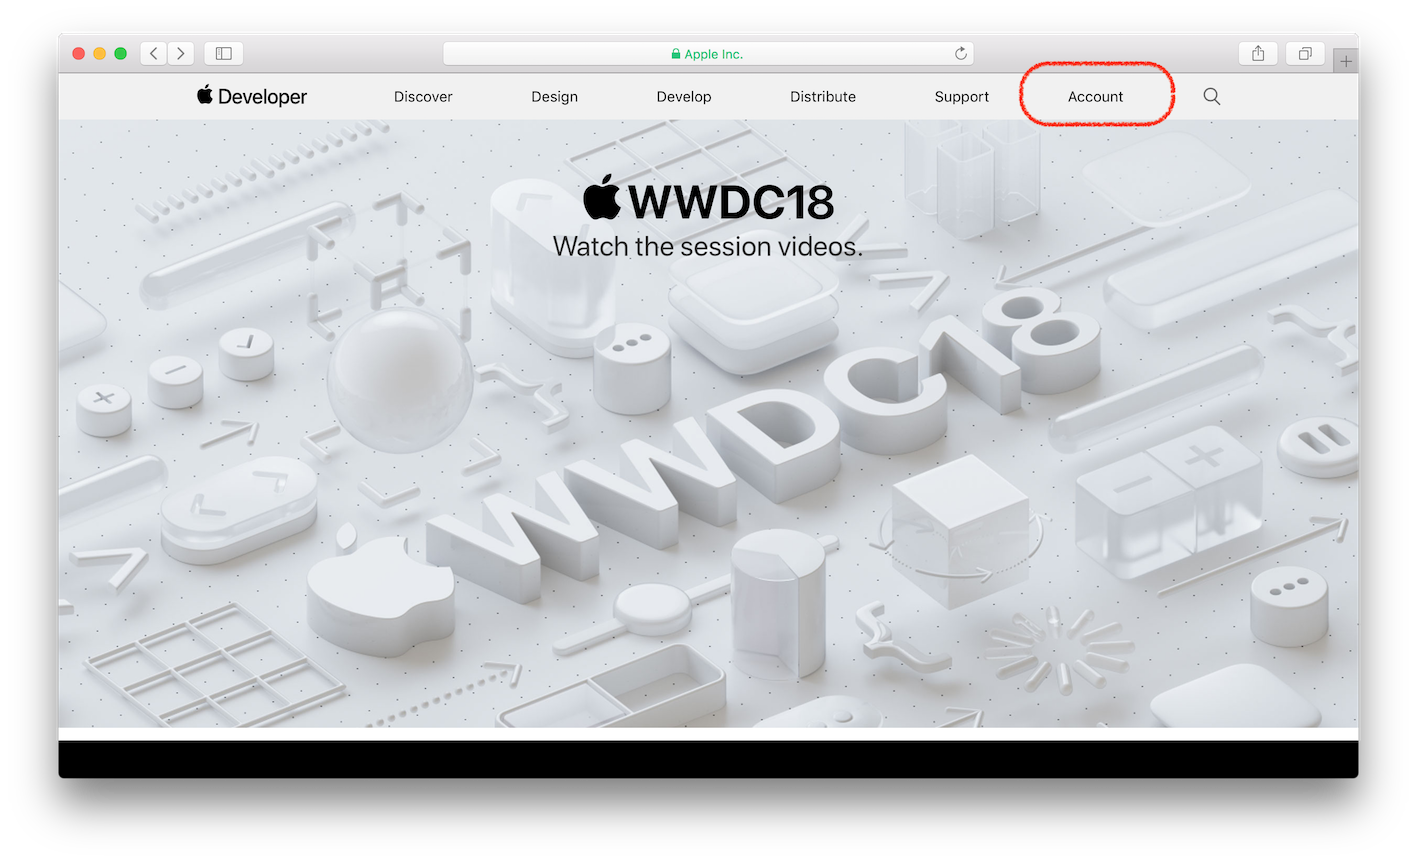 Apple Inc.
Developer
Discover
Design
Develop
Distribute
Support
Account
WWDC18
Watch the session videos.
WWDC18